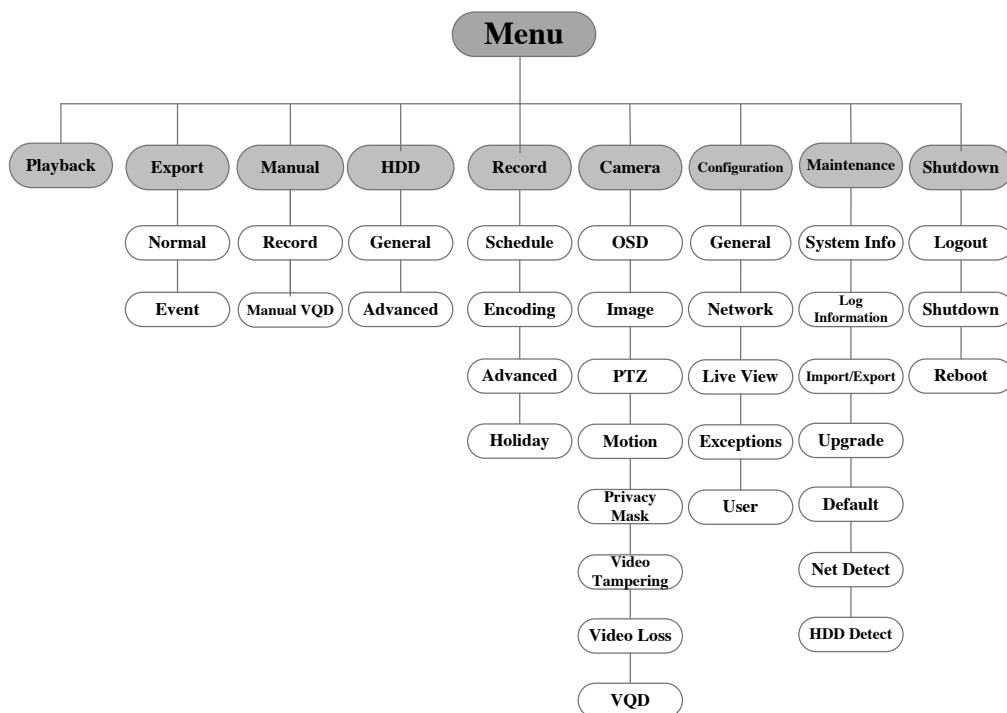 Menu
Playback
Export
Manual
HDD
Record
Camera
Configuration
Maintenance
Shutdown
Normal
Record
General
Schedule
OSD
General
System Info
Logout
Event
Manual VQD
Advanced
Encoding
Image
Network
Log
Information
Shutdown
Advanced
PTZ
Live View
Import/Export
Reboot
Holiday
Motion
Exceptions
Upgrade
Privacy
Mask
User
Default
Video
Tampering
Net Detect
Video Loss
HDD Detect
VQD